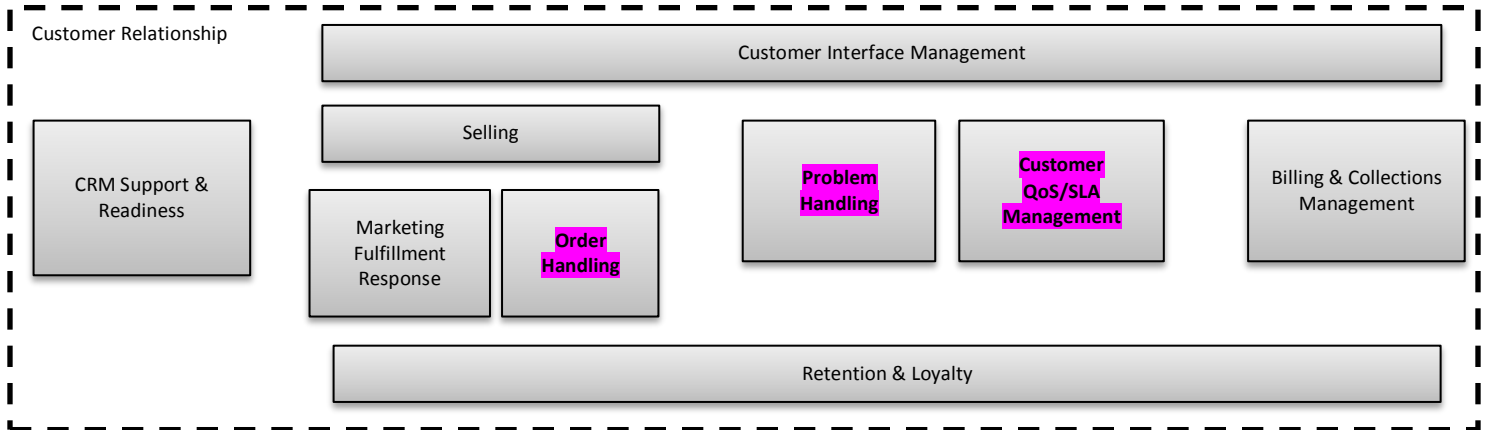 Customer Relationship
Customer Interface Management
Selling
CRM Support &
Readiness
Marketing
Fulfillment
Response
Order
Handling
Problem
Handling
Customer
QoS/SLA
Management
Billing & Collections
Management
Retention & Loyalty